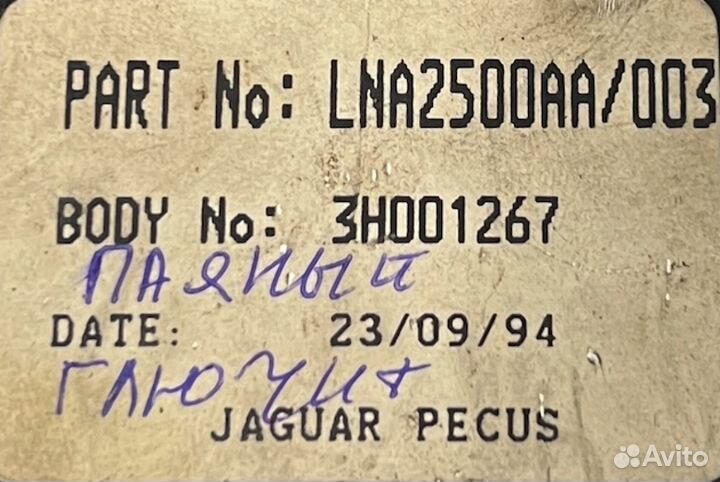 PART No: LNA2500AA/003
BODY No: 3H001267
ПАЯНЫЙ
DATE: 23/09/94
ГЛЮЧИТ
JAGUAR PECUS
Avito